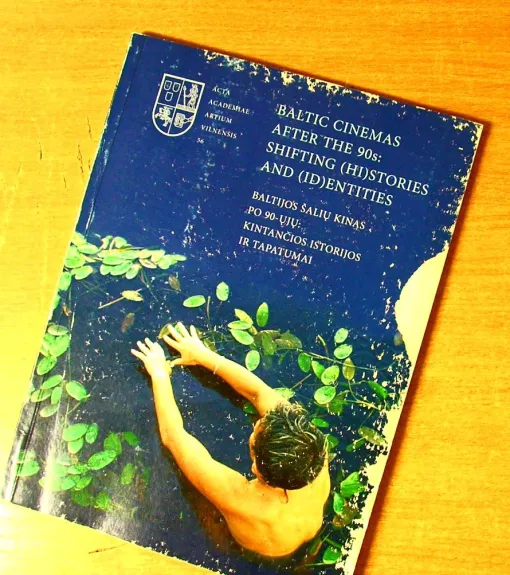 ACTA
ACADEMIAE
ARTIUM
VILNENSIS
56
BALTIC CINEMAS
AFTER THE 90s:
SHIFTING (HI)STORIES
AND (ID)ENTITIES
BALTIJOS ŠALIŲ KINAS
PO 90-ŲJŲ:
KINTANČIOS ISTORIJOS
IR TAPATUMAI